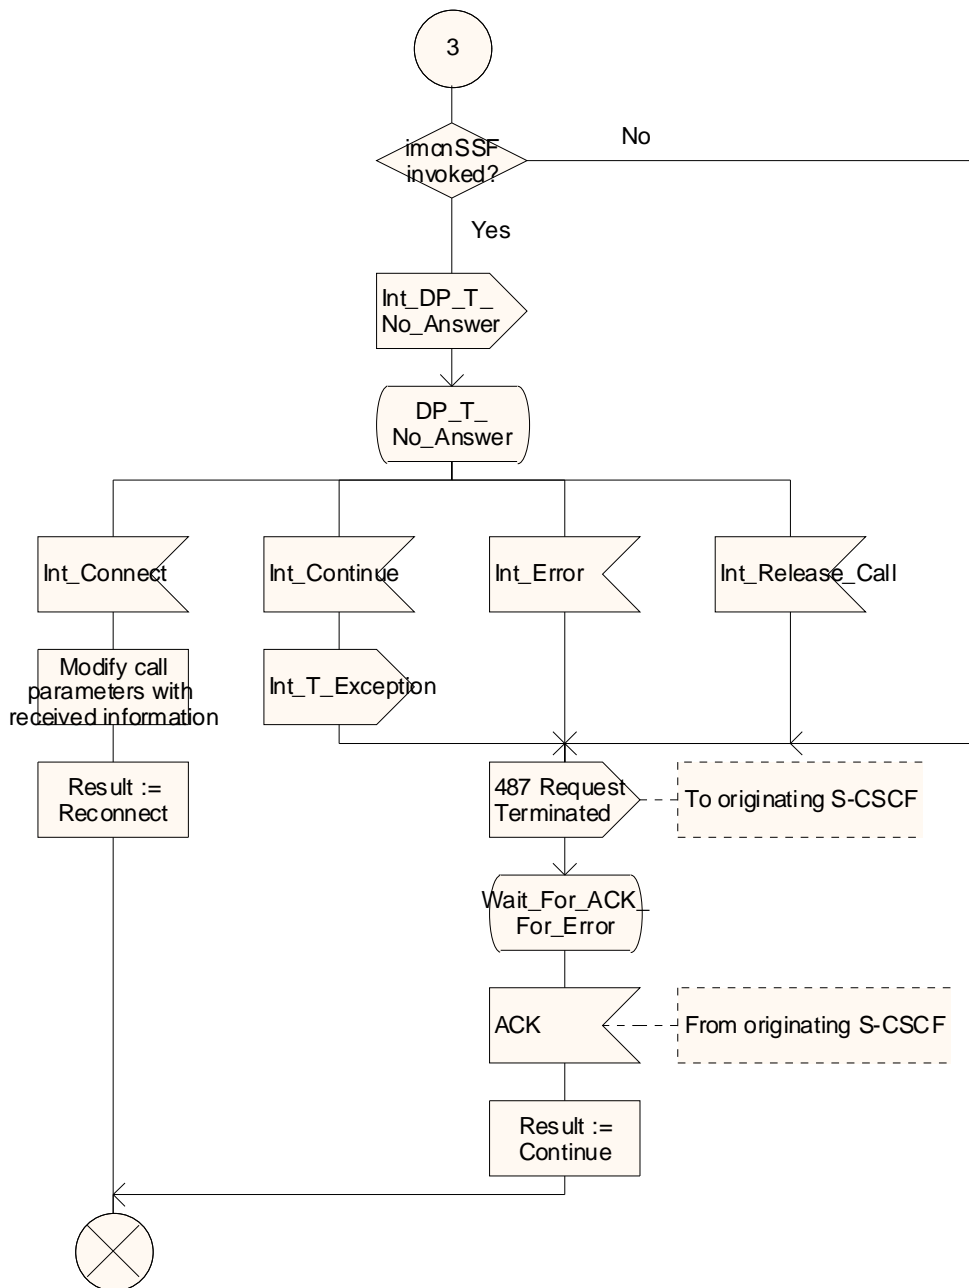 3
imcnSSF
invoked?
No
Yes
Int_DP_T_
No_Answer
DP_T_
No_Answer
Int_Connect
Int_Continue
Int_Error
Int_Release_Call
Modify call
parameters with
received information
Int_T_Exception
Result :=
Reconnect
487 Request
Terminated
To originating S-CSCF
Wait_For_ACK_
For_Error
ACK
From originating S-CSCF
Result :=
Continue